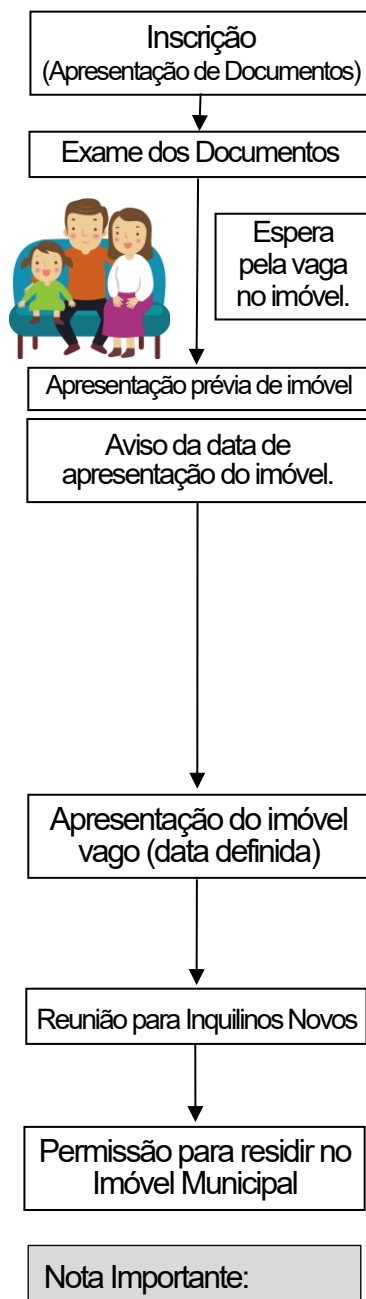 Inscrição
(Apresentação de Documentos)
Exame dos Documentos
Espera
pela vaga
no imóvel.
Apresentação prévia de imóvel
Aviso da data de
apresentação do imóvel.
Apresentação do imóvel
vago (data definida)
Reunião para Inquilinos Novos
Permissão para residir no
Imóvel Municipal
Nota Importante: